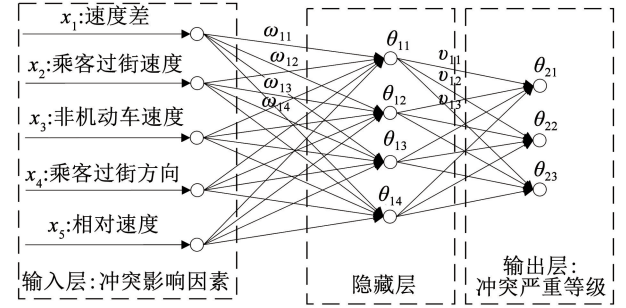 x₁:速度差
x₂:乘客过街速度
x₃:非机动车速度
x₄:乘客过街方向
x₅:相对速度
输入层:冲突影响因素
ω₁₁
ω₁₂
ω₁₃
ω₁₄
θ₁₁
θ₁₂
θ₁₃
θ₁₄
隐藏层
υ₁₁
υ₁₂
υ₁₃
θ₂₁
θ₂₂
θ₂₃
输出层:
冲突严重等级